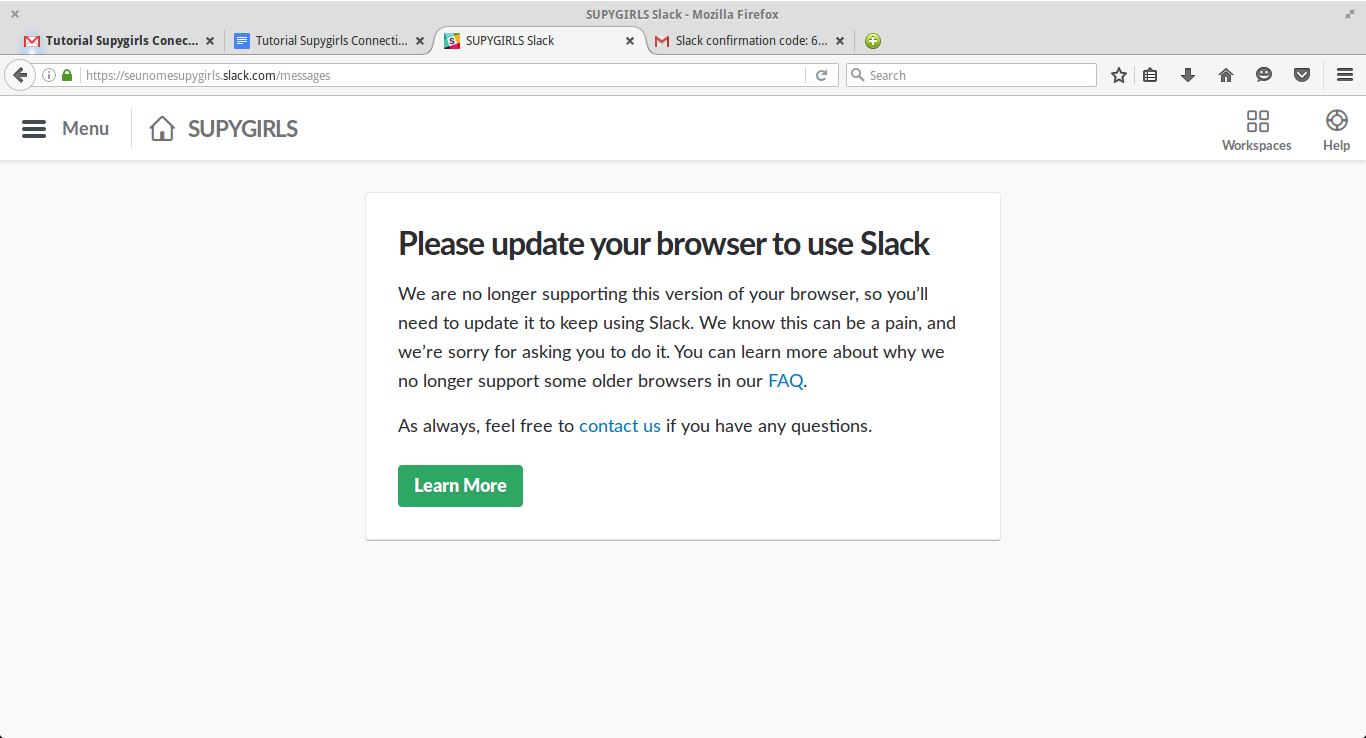 SUPYGIRLS Slack - Mozilla Firefox
Tutorial Supygirls Conec...
Tutorial Supygirls Connecti...
SUPYGIRLS Slack
Slack confirmation code: 6...
https://seunomesupygirls.slack.com/messages
Search
Menu
SUPYGIRLS
Workspaces
Help
Please update your browser to use Slack
We are no longer supporting this version of your browser, so you’ll
need to update it to keep using Slack. We know this can be a pain, and
we’re sorry for asking you to do it. You can learn more about why we
no longer support some older browsers in our FAQ.
As always, feel free to contact us if you have any questions.
Learn More